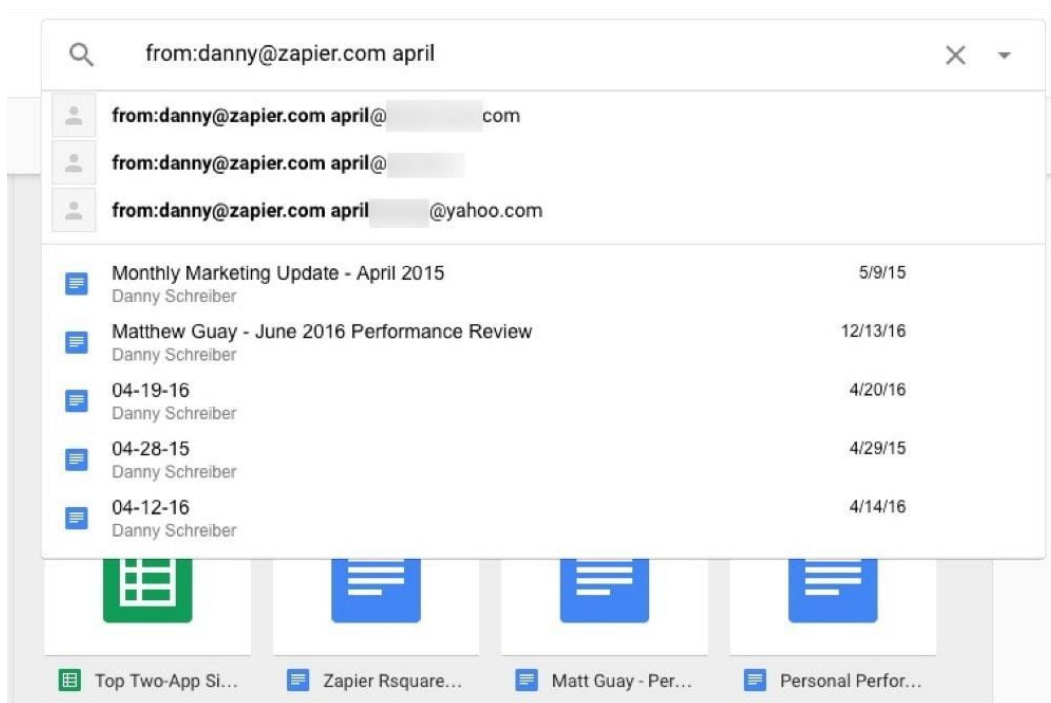 from:danny@zapier.com april
from:danny@zapier.com april@ com
from:danny@zapier.com april@
from:danny@zapier.com april @yahoo.com
Monthly Marketing Update - April 2015 5/9/15
Danny Schreiber
Matthew Guay - June 2016 Performance Review 12/13/16
Danny Schreiber
04-19-16 4/20/16
Danny Schreiber
04-28-15 4/29/15
Danny Schreiber
04-12-16 4/14/16
Danny Schreiber
Top Two-App Si... Zapier Rsquare... Matt Guay - Per... Personal Perfor...